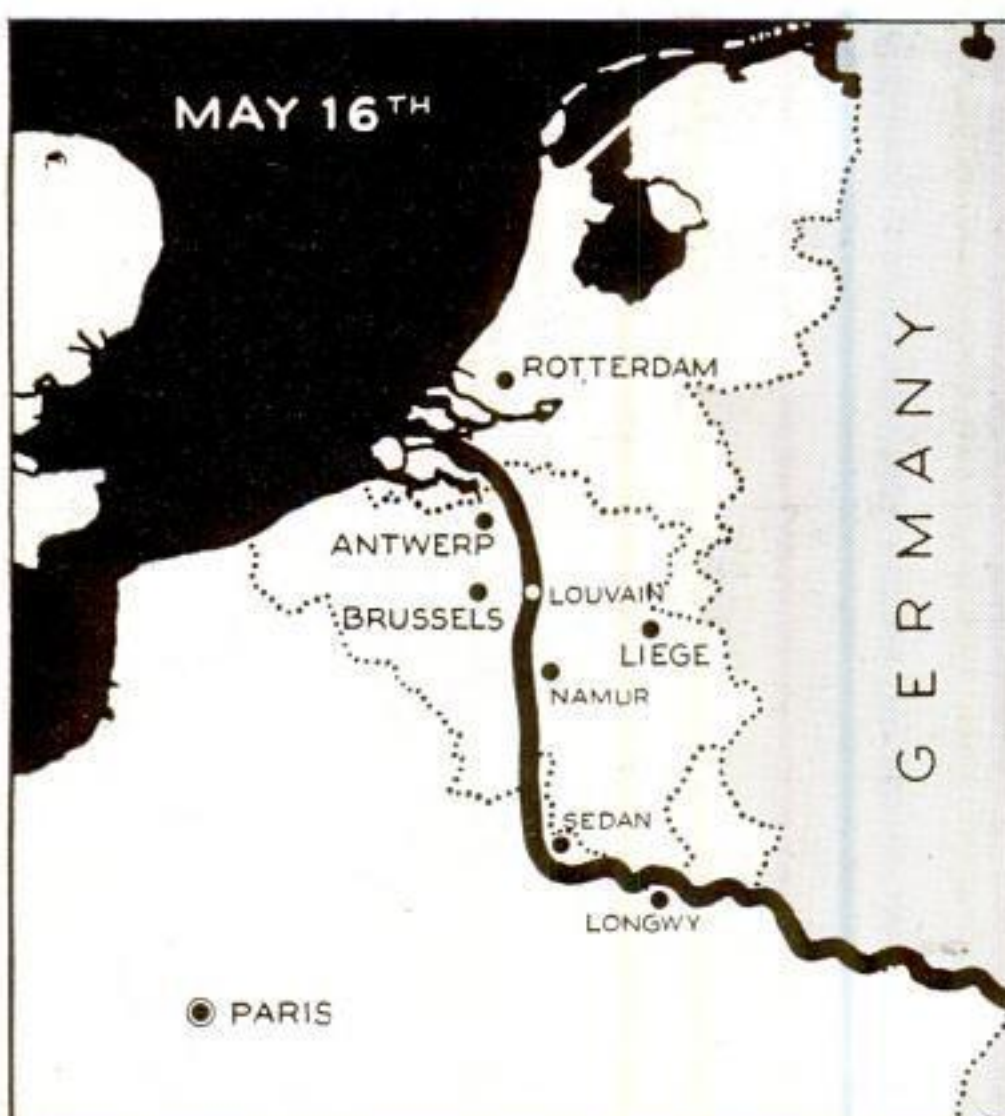 MAY 16TH
ROTTERDAM
GERMANY
ANTWERP
BRUSSELS
LOUVAIN
LIEGE
NAMUR
SEDAN
LONGWY
PARIS